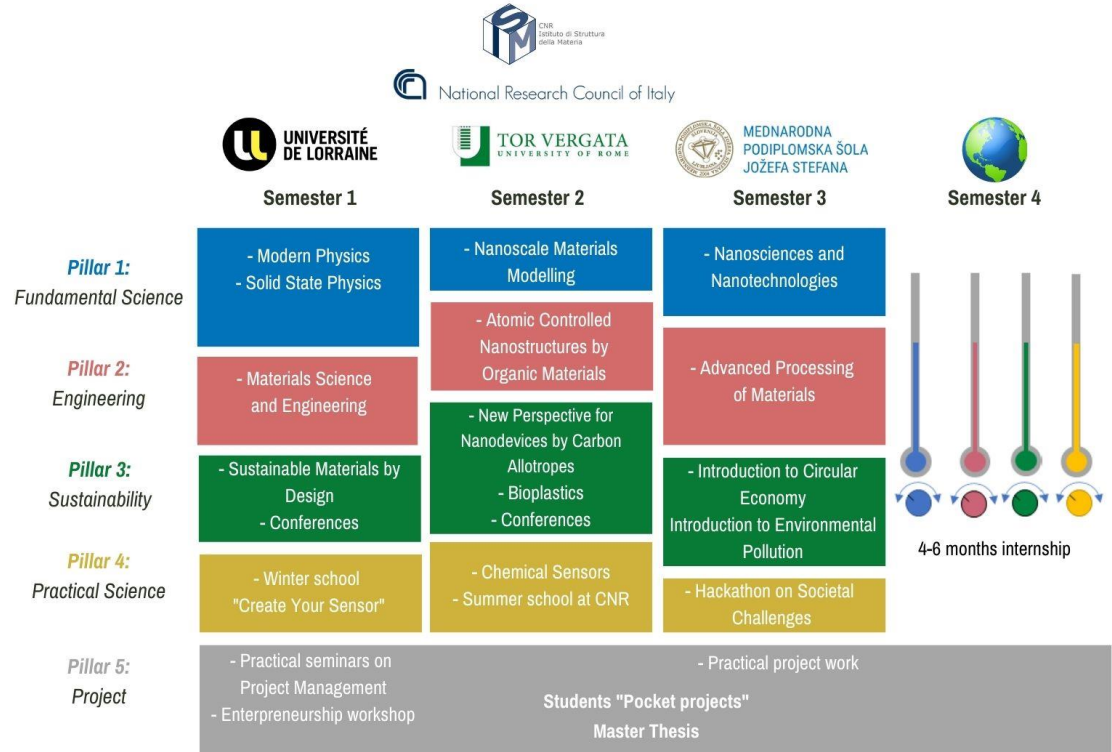 ISM
CNR
Istituto di Struttura
della Materia
National Research Council of Italy
UNIVERSITÉ
DE LORRAINE
TOR VERGATA
UNIVERSITY OF ROME
MEDNARODNA
PODIPLOMSKA ŠOLA
JOŽEFA STEFANA
Semester 1
Semester 2
Semester 3
Semester 4
Pillar 1:
Fundamental Science
- Modern Physics
- Solid State Physics
- Nanoscale Materials
Modelling
- Nanosciences and
Nanotechnologies
Pillar 2:
Engineering
- Materials Science
and Engineering
- Atomic Controlled
Nanostructures by
Organic Materials
- Advanced Processing
of Materials
Pillar 3:
Sustainability
- Sustainable Materials by
Design
- Conferences
- New Perspective for
Nanodevices by Carbon
Allotropes
- Bioplastics
- Conferences
- Introduction to Circular
Economy
Introduction to Environmental
Pollution
4-6 months internship
Pillar 4:
Practical Science
- Winter school
"Create Your Sensor"
- Chemical Sensors
- Summer school at CNR
- Hackathon on Societal
Challenges
Pillar 5:
Project
- Practical seminars on
Project Management
- Enterpreneurship workshop
- Practical project work
Students "Pocket projects"
Master Thesis